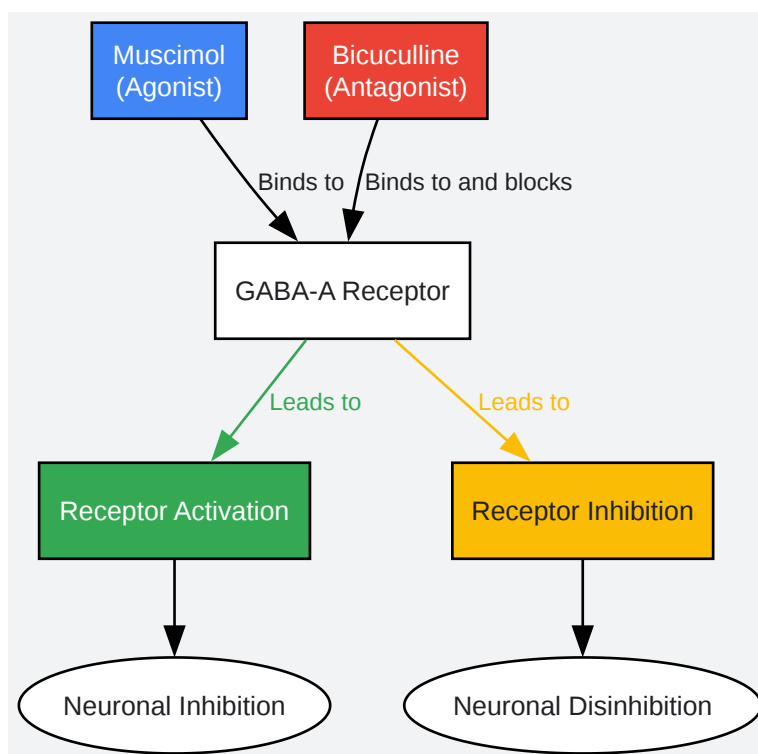 Muscimol
(Agonist)
Bicuculline
(Antagonist)
Binds to
Binds to and blocks
GABA-A Receptor
Leads to
Leads to
Receptor Activation
Receptor Inhibition
Neuronal Inhibition
Neuronal Disinhibition